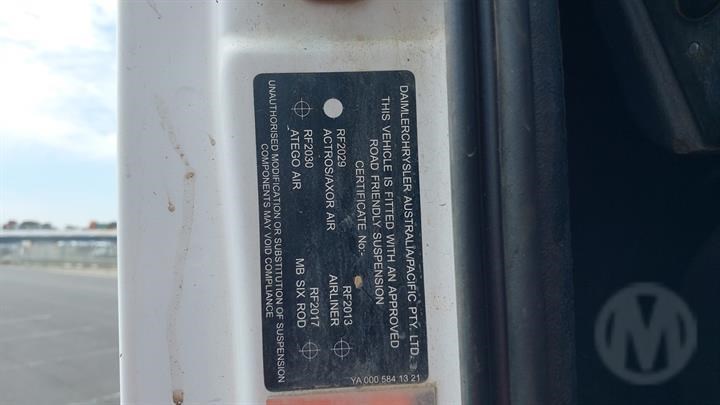 DAIMLERCHRYSLER AUSTRALIA/PACIFIC PTY. LTD.
THIS VEHICLE IS FITTED WITH AN APPROVED
ROAD FRIENDLY SUSPENSION
CERTIFICATE No:-
RF2029
ACTROS/AXOR AIR
RF2013
AIRLINER
RF2030
ATEGO AIR
RF2017
MB SIX ROD
UNAUTHORISED MODIFICATION OR SUBSTITUTION OF SUSPENSION
COMPONENTS MAY VOID COMPLIANCE
YA 000 584 13 21
M